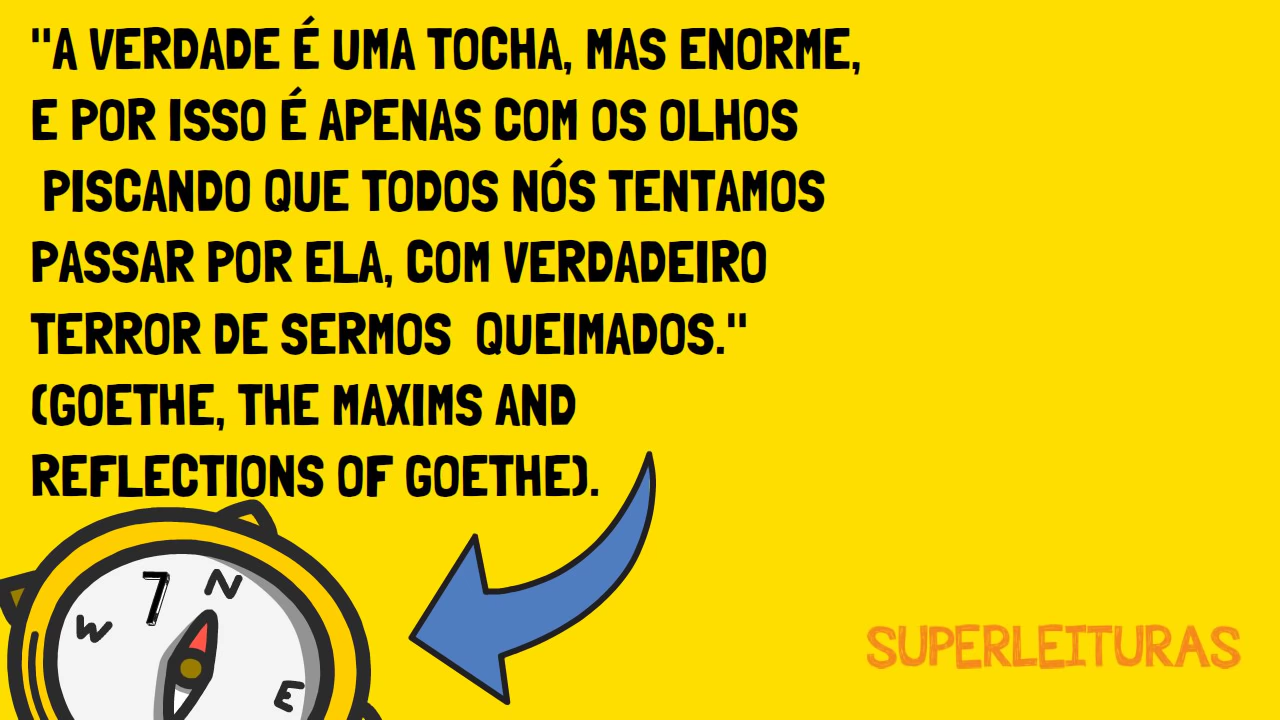 "A VERDADE É UMA TOCHA, MAS ENORME,
E POR ISSO É APENAS COM OS OLHOS
PISCANDO QUE TODOS NÓS TENTAMOS
PASSAR POR ELA, COM VERDADEIRO
TERROR DE SERMOS QUEIMADOS."
(GOETHE, THE MAXIMS AND
REFLECTIONS OF GOETHE).
7
N
W
E
SUPERLEITURAS